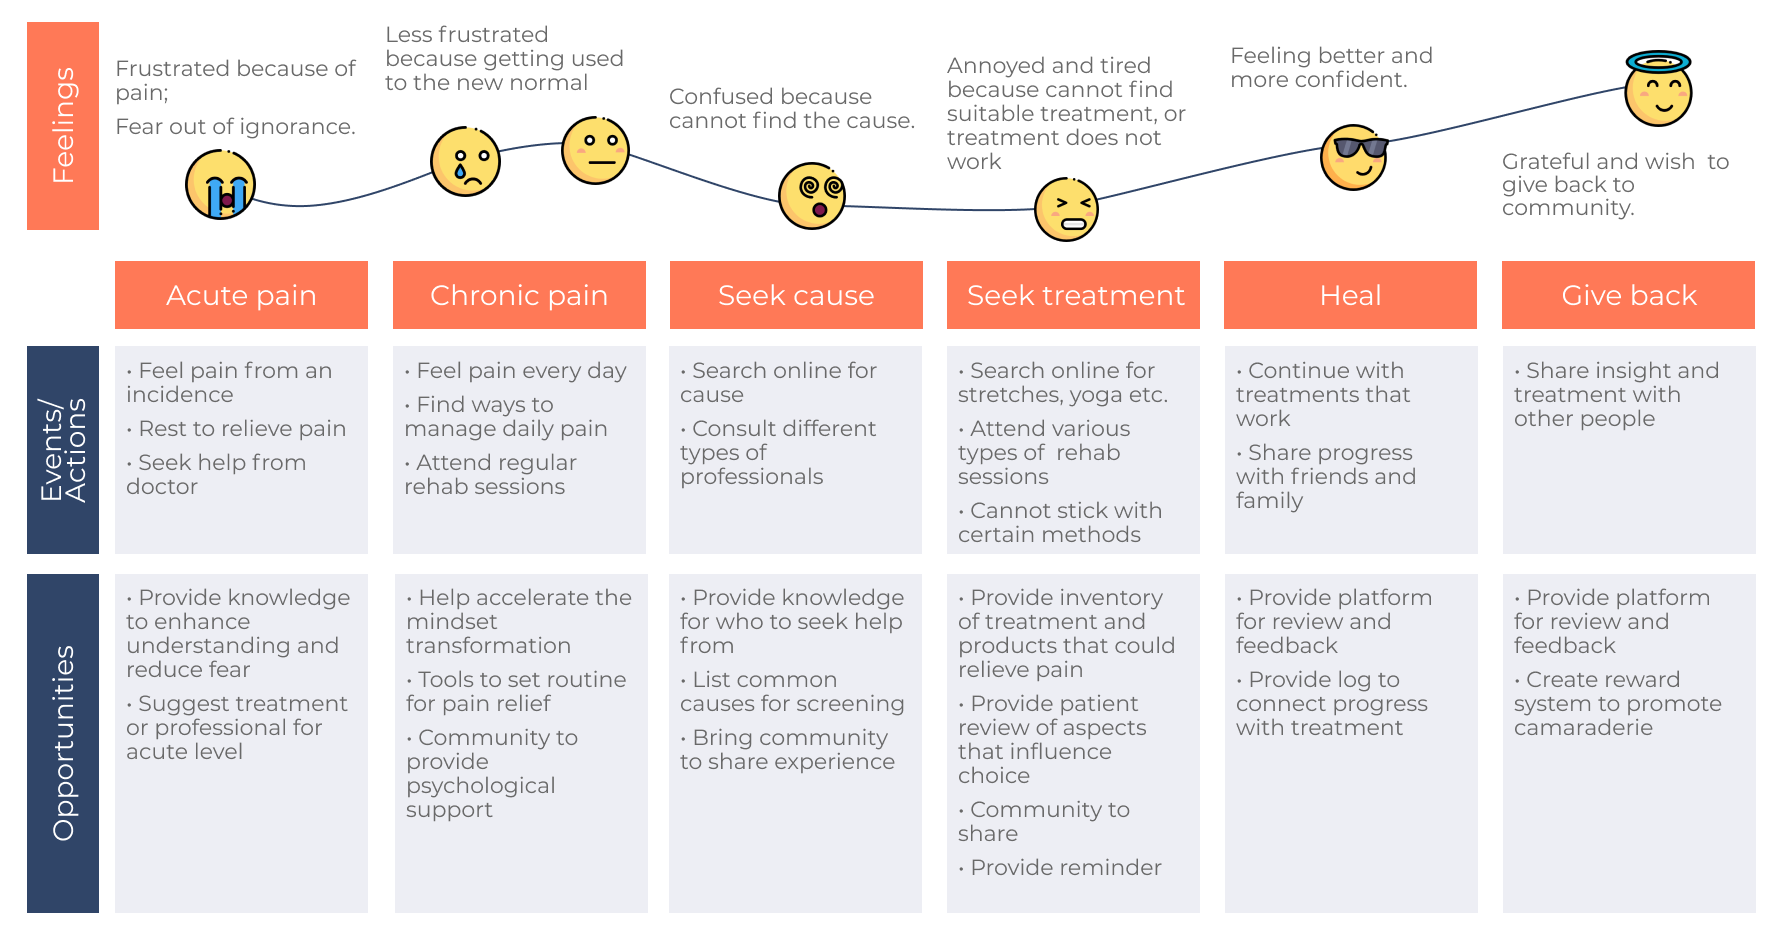 Feelings
Frustrated because of
pain;
Fear out of ignorance.
Less frustrated
because getting used
to the new normal
Confused because
cannot find the cause.
Annoyed and tired
because cannot find
suitable treatment, or
treatment does not
work
Feeling better and
more confident.
Grateful and wish  to
give back to
community.
Acute pain
Chronic pain
Seek cause
Seek treatment
Heal
Give back
Events/
Actions
• Feel pain from an
incidence
• Rest to relieve pain
• Seek help from
doctor
• Feel pain every day
• Find ways to
manage daily pain
• Attend regular
rehab sessions
• Search online for
cause
• Consult different
types of
professionals
• Search online for
stretches, yoga etc.
• Attend various
types of  rehab
sessions
• Cannot stick with
certain methods
• Continue with
treatments that
work
• Share progress
with friends and
family
• Share insight and
treatment with
other people
Opportunities
• Provide knowledge
to enhance
understanding and
reduce fear
• Suggest treatment
or professional for
acute level
• Help accelerate the
mindset
transformation
• Tools to set routine
for pain relief
• Community to
provide
psychological
support
• Provide knowledge
for who to seek help
from
• List common
causes for screening
• Bring community
to share experience
• Provide inventory
of treatment and
products that could
relieve pain
• Provide patient
review of aspects
that influence
choice
• Community to
share
• Provide reminder
• Provide platform
for review and
feedback
• Provide log to
connect progress
with treatment
• Provide platform
for review and
feedback
• Create reward
system to promote
camaraderie